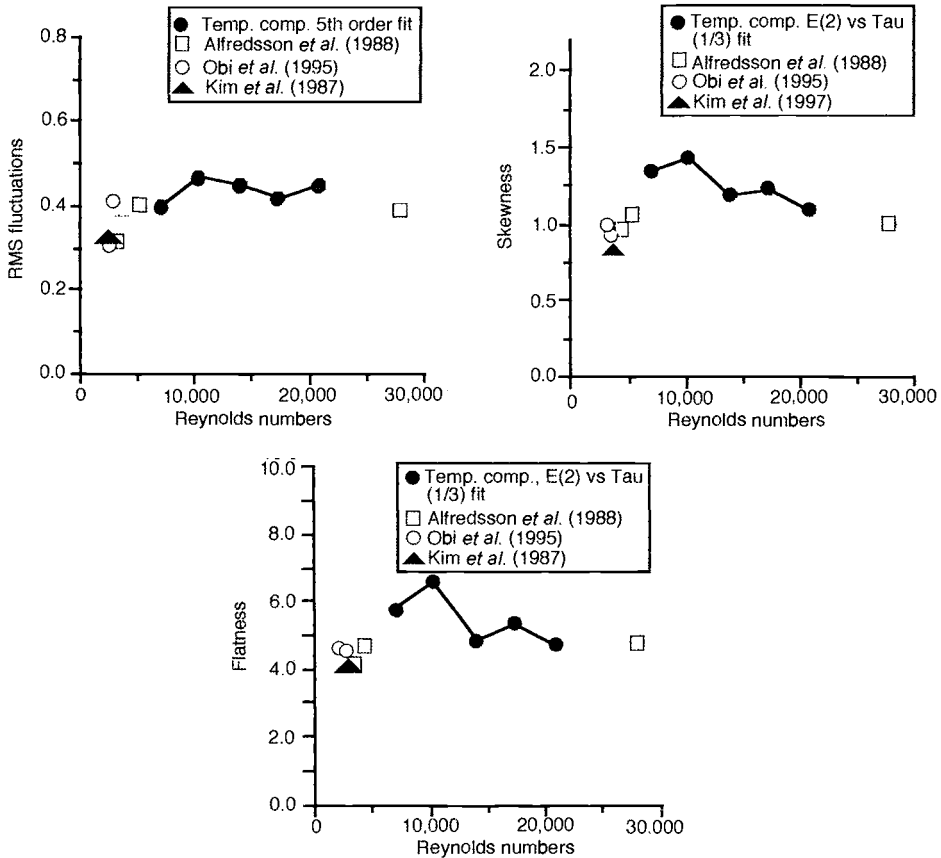 Temp. comp. 5th order fit
Alfredsson et al. (1988)
Obi et al. (1995)
Kim et al. (1987)
0.8
0.6
0.4
0.2
0.0
RMS fluctuations
0 10,000 20,000 30,000
Reynolds numbers
Temp. comp. E(2) vs Tau
(1/3) fit
Alfredsson et al. (1988)
Obi et al. (1995)
Kim et al. (1997)
2.0
1.5
1.0
0.5
0.0
Skewness
0 10,000 20,000 30.000
Reynolds numbers
Temp. comp., E(2) vs Tau
(1/3) fit
Alfredsson et al. (1988)
Obi et al. (1995)
Kim et al. (1987)
10.0
8.0
6.0
4.0
2.0
0.0
Flatness
0 10,000 20,000 30.000
Reynolds numbers